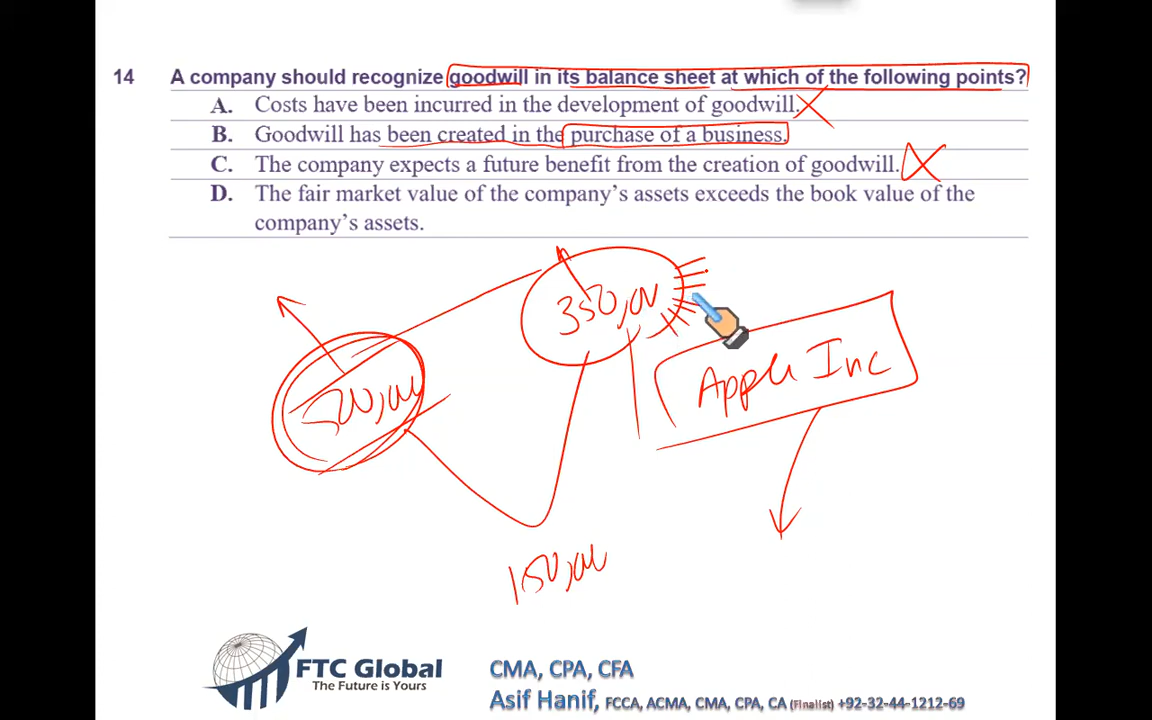 14 A company should recognize goodwill in its balance sheet at which of the following points?
A. Costs have been incurred in the development of goodwill.
B. Goodwill has been created in the purchase of a business.
C. The company expects a future benefit from the creation of goodwill.
D. The fair market value of the company's assets exceeds the book value of the
company's assets.
350,00
500,00
Apple Inc
150,00
FTC Global
The Future is Yours
CMA, CPA, CFA
Asif Hanif, FCCA, ACMA, CMA, CPA, CA (Finalist) +92-32-44-1212-69